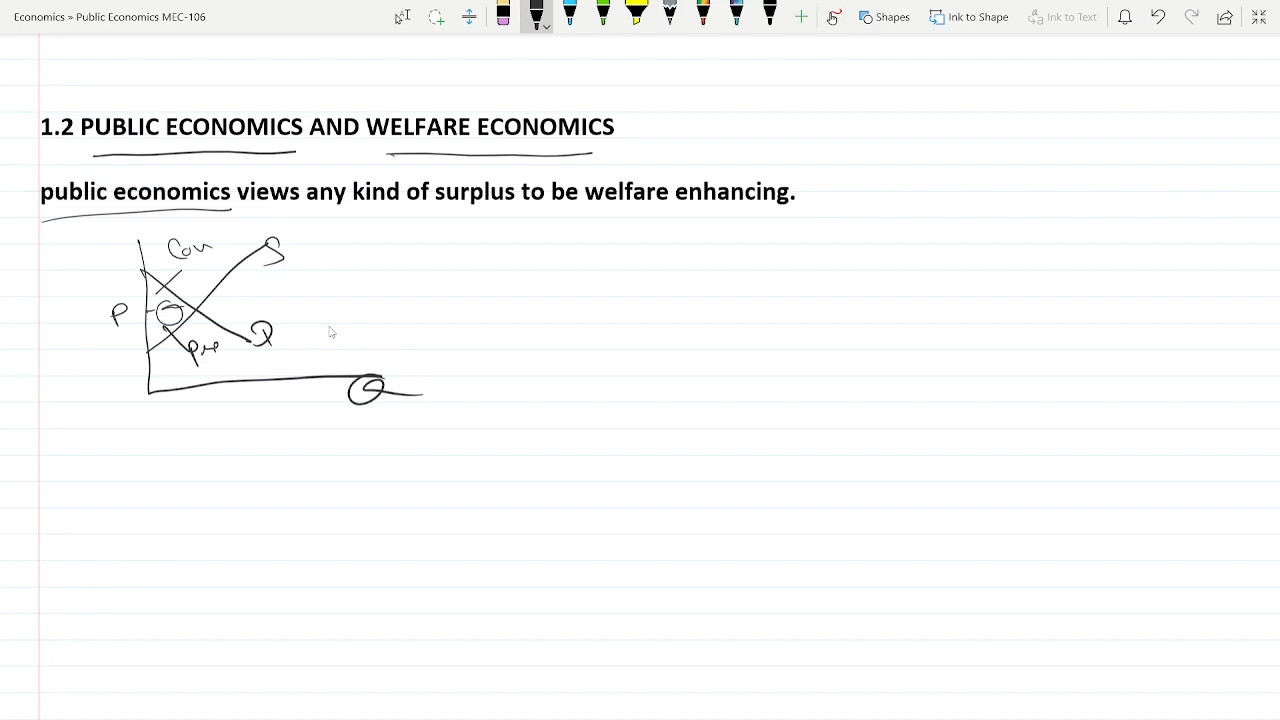 Economics » Public Economics MEC-106
Shapes
Ink to Shape
Ink to Text
1.2 PUBLIC ECONOMICS AND WELFARE ECONOMICS
public economics views any kind of surplus to be welfare enhancing.
Con
S
P
Q